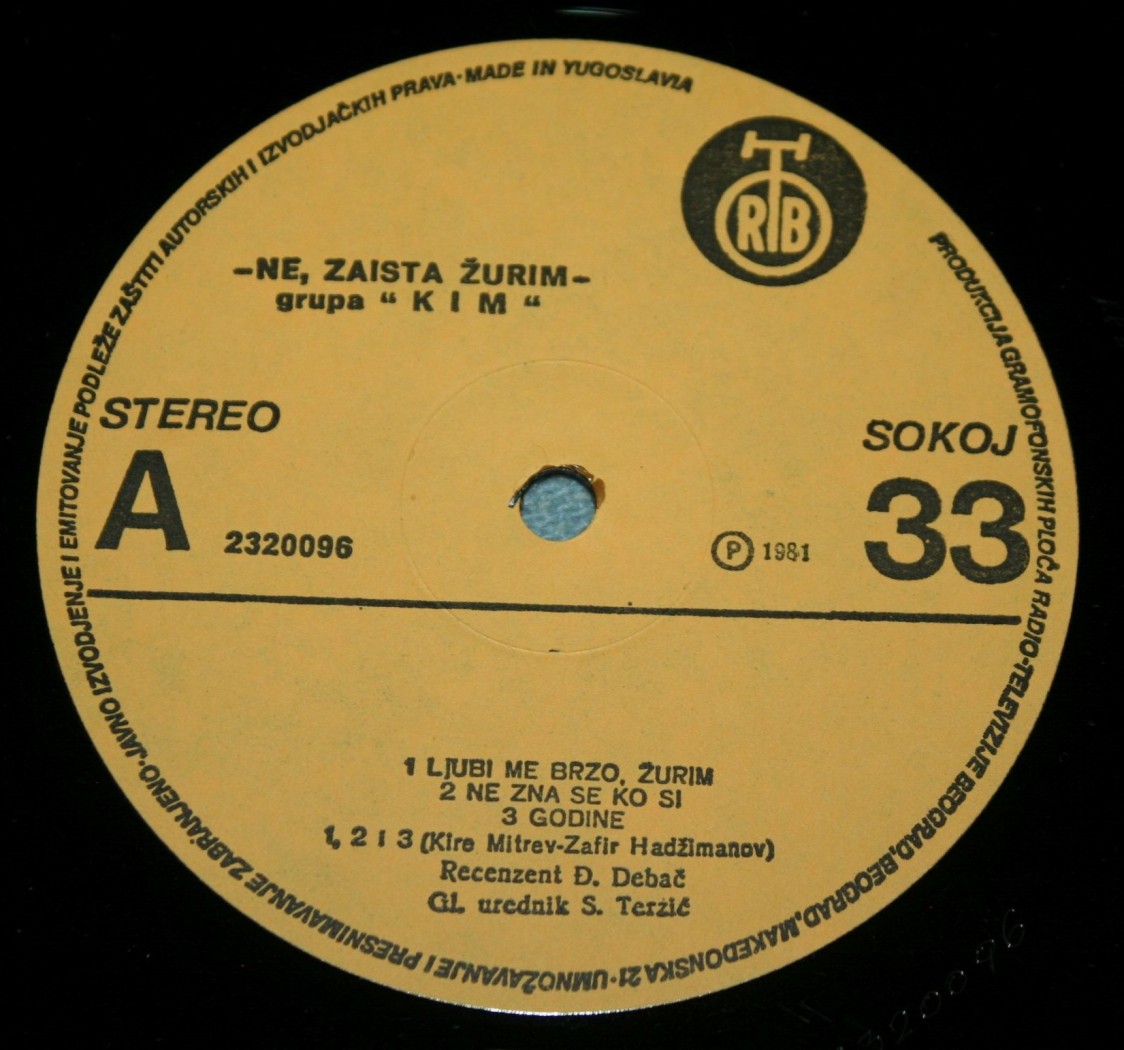 PRODUKCIJA GRAMOFONSKIH PLOČA RADIO-TELEVIZIJE BEOGRAD, BEOGRAD, MAKEDONSKA 21 · UMNOŽAVANJE I PRESNIMAVANJE ZABRANJENO · JAVNO IZVODJENJE I EMITOVANJE PODLEŽE ZAŠTITI AUTORSKIH I IZVODJAČKIH PRAVA · MADE IN YUGOSLAVIA
RTB
-NE, ZAISTA ŽURIM-
grupa “ K I M “
STEREO
SOKOJ
A
2320096
Ⓟ 1981
33
1 LJUBI ME BRZO, ŽURIM
2 NE ZNA SE KO SI
3 GODINE
1, 2 i 3 (Kire Mitrev-Zafir Hadžimanov)
Recenzent Đ. Debač
Gl. urednik S. Terzić
320096